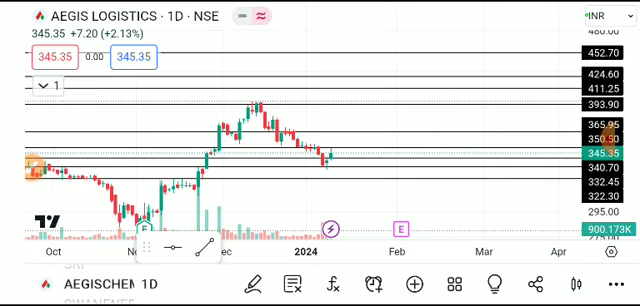 AEGIS LOGISTICS · 1D · NSE
INR
345.35 +7.20 (+2.13%)
480.00
345.35 0.00 345.35
452.70
424.60
1
411.25
393.90
365.95
350.50
345.35
340.70
332.45
322.30
295.00
E
E
900.173K
275.00
Oct
2024
Feb
Mar
Apr
AEGISCHEM 1D